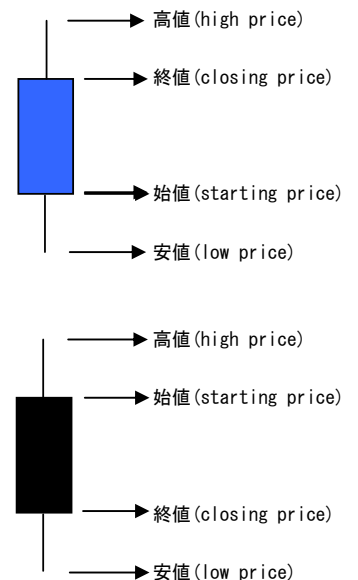 高値(high price)
終値(closing price)
始値(starting price)
安値(low price)
高値(high price)
始値(starting price)
終値(closing price)
安値(low price)